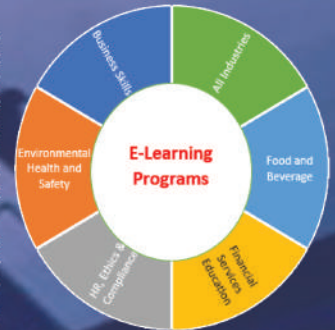 E-Learning
Programs
All Industries
Food and
Beverage
Financial
Services
Education
HR, Ethics &
Compliance
Environmental
Health and
Safety
Business Skills